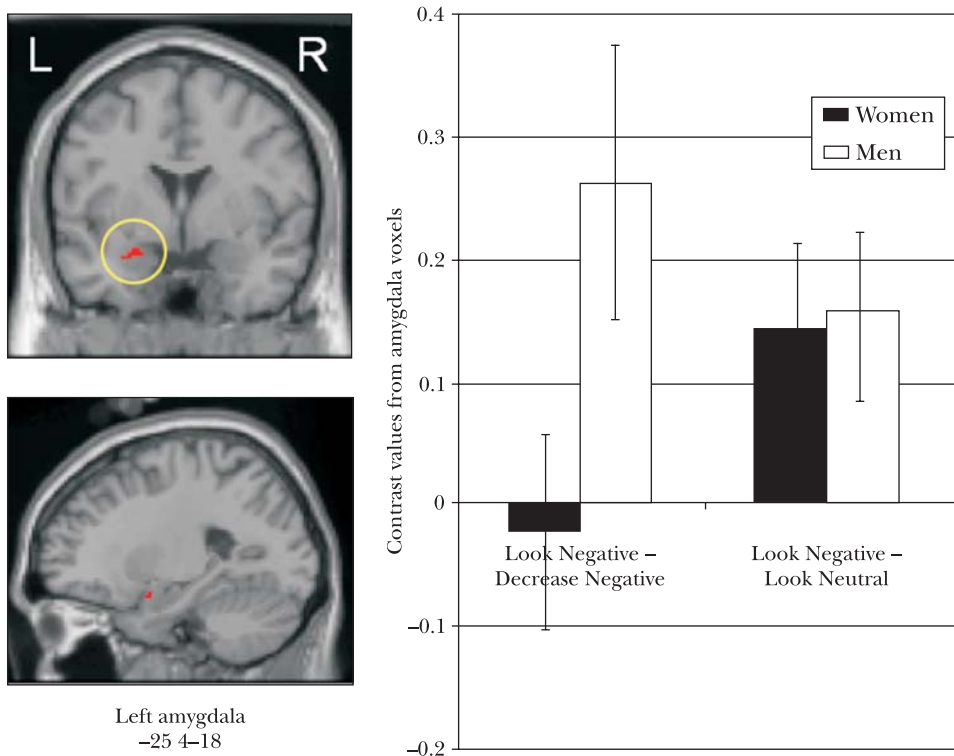 L R
Left amygdala
–25 4–18
Contrast values from amygdala voxels
0.4
0.3
0.2
0.1
0
–0.1
–0.2
Women
Men
Look Negative –
Decrease Negative
Look Negative –
Look Neutral